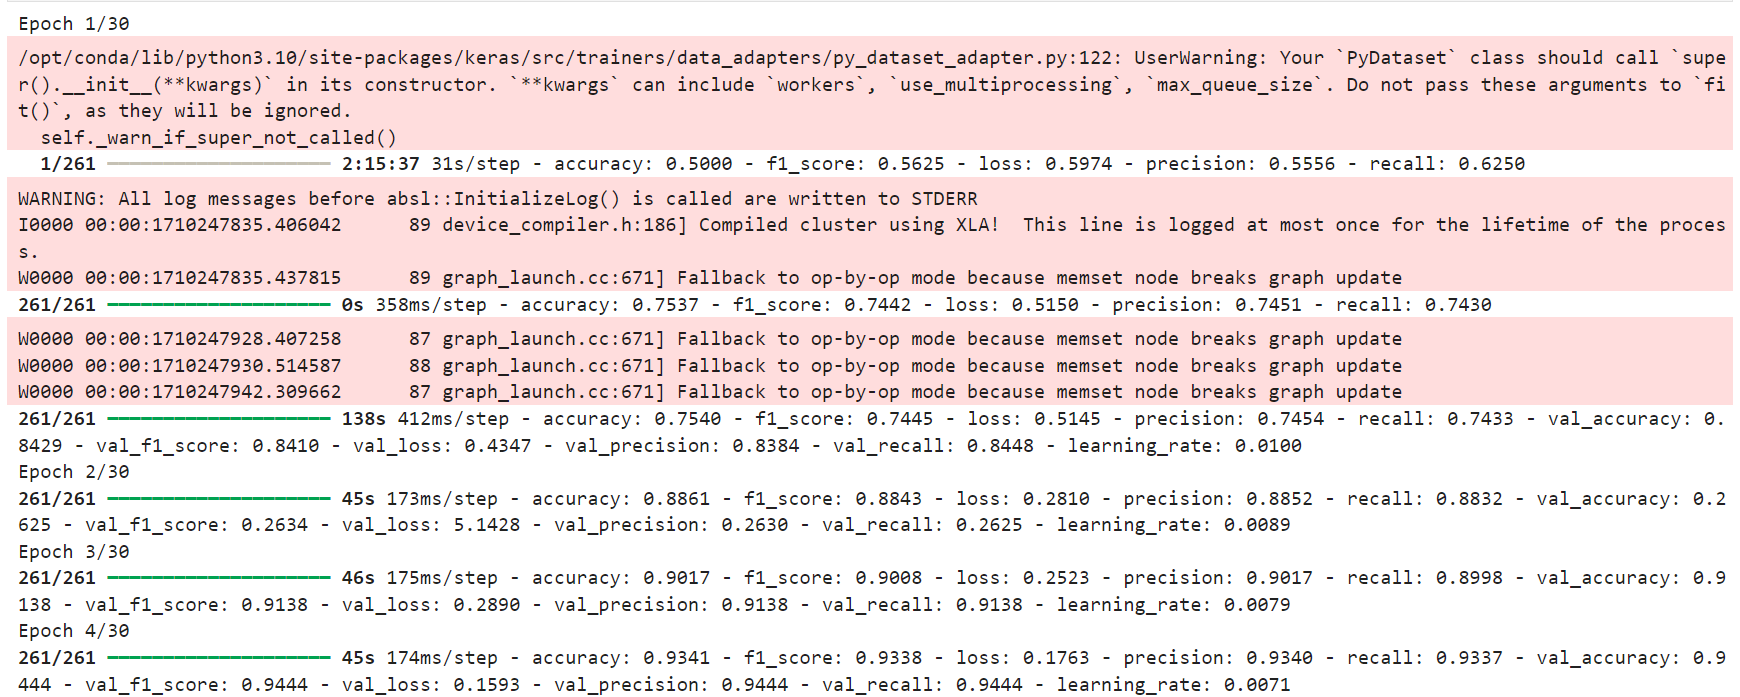 Epoch 1/30
/opt/conda/lib/python3.10/site-packages/keras/src/trainers/data_adapters/py_dataset_adapter.py:122: UserWarning: Your `PyDataset` class should call `supe
r().__init__(**kwargs)` in its constructor. `**kwargs` can include `workers`, `use_multiprocessing`, `max_queue_size`. Do not pass these arguments to `fi
t()`, as they will be ignored.
  self._warn_if_super_not_called()
  1/261 ━━━━━━━━━━━━━━━━━━━━ 2:15:37 31s/step - accuracy: 0.5000 - f1_score: 0.5625 - loss: 0.5974 - precision: 0.5556 - recall: 0.6250
WARNING: All log messages before absl::InitializeLog() is called are written to STDERR
I0000 00:00:1710247835.406042      89 device_compiler.h:186] Compiled cluster using XLA!  This line is logged at most once for the lifetime of the proces
s.
W0000 00:00:1710247835.437815      89 graph_launch.cc:671] Fallback to op-by-op mode because memset node breaks graph update
261/261 ━━━━━━━━━━━━━━━━━━━━ 0s 358ms/step - accuracy: 0.7537 - f1_score: 0.7442 - loss: 0.5150 - precision: 0.7451 - recall: 0.7430
W0000 00:00:1710247928.407258      87 graph_launch.cc:671] Fallback to op-by-op mode because memset node breaks graph update
W0000 00:00:1710247930.514587      88 graph_launch.cc:671] Fallback to op-by-op mode because memset node breaks graph update
W0000 00:00:1710247942.309662      87 graph_launch.cc:671] Fallback to op-by-op mode because memset node breaks graph update
261/261 ━━━━━━━━━━━━━━━━━━━━ 138s 412ms/step - accuracy: 0.7540 - f1_score: 0.7445 - loss: 0.5145 - precision: 0.7454 - recall: 0.7433 - val_accuracy: 0.
8429 - val_f1_score: 0.8410 - val_loss: 0.4347 - val_precision: 0.8384 - val_recall: 0.8448 - learning_rate: 0.0100
Epoch 2/30
261/261 ━━━━━━━━━━━━━━━━━━━━ 45s 173ms/step - accuracy: 0.8861 - f1_score: 0.8843 - loss: 0.2810 - precision: 0.8852 - recall: 0.8832 - val_accuracy: 0.2
625 - val_f1_score: 0.2634 - val_loss: 5.1428 - val_precision: 0.2630 - val_recall: 0.2625 - learning_rate: 0.0089
Epoch 3/30
261/261 ━━━━━━━━━━━━━━━━━━━━ 46s 175ms/step - accuracy: 0.9017 - f1_score: 0.9008 - loss: 0.2523 - precision: 0.9017 - recall: 0.8998 - val_accuracy: 0.9
138 - val_f1_score: 0.9138 - val_loss: 0.2890 - val_precision: 0.9138 - val_recall: 0.9138 - learning_rate: 0.0079
Epoch 4/30
261/261 ━━━━━━━━━━━━━━━━━━━━ 45s 174ms/step - accuracy: 0.9341 - f1_score: 0.9338 - loss: 0.1763 - precision: 0.9340 - recall: 0.9337 - val_accuracy: 0.9
444 - val_f1_score: 0.9444 - val_loss: 0.1593 - val_precision: 0.9444 - val_recall: 0.9444 - learning_rate: 0.0071